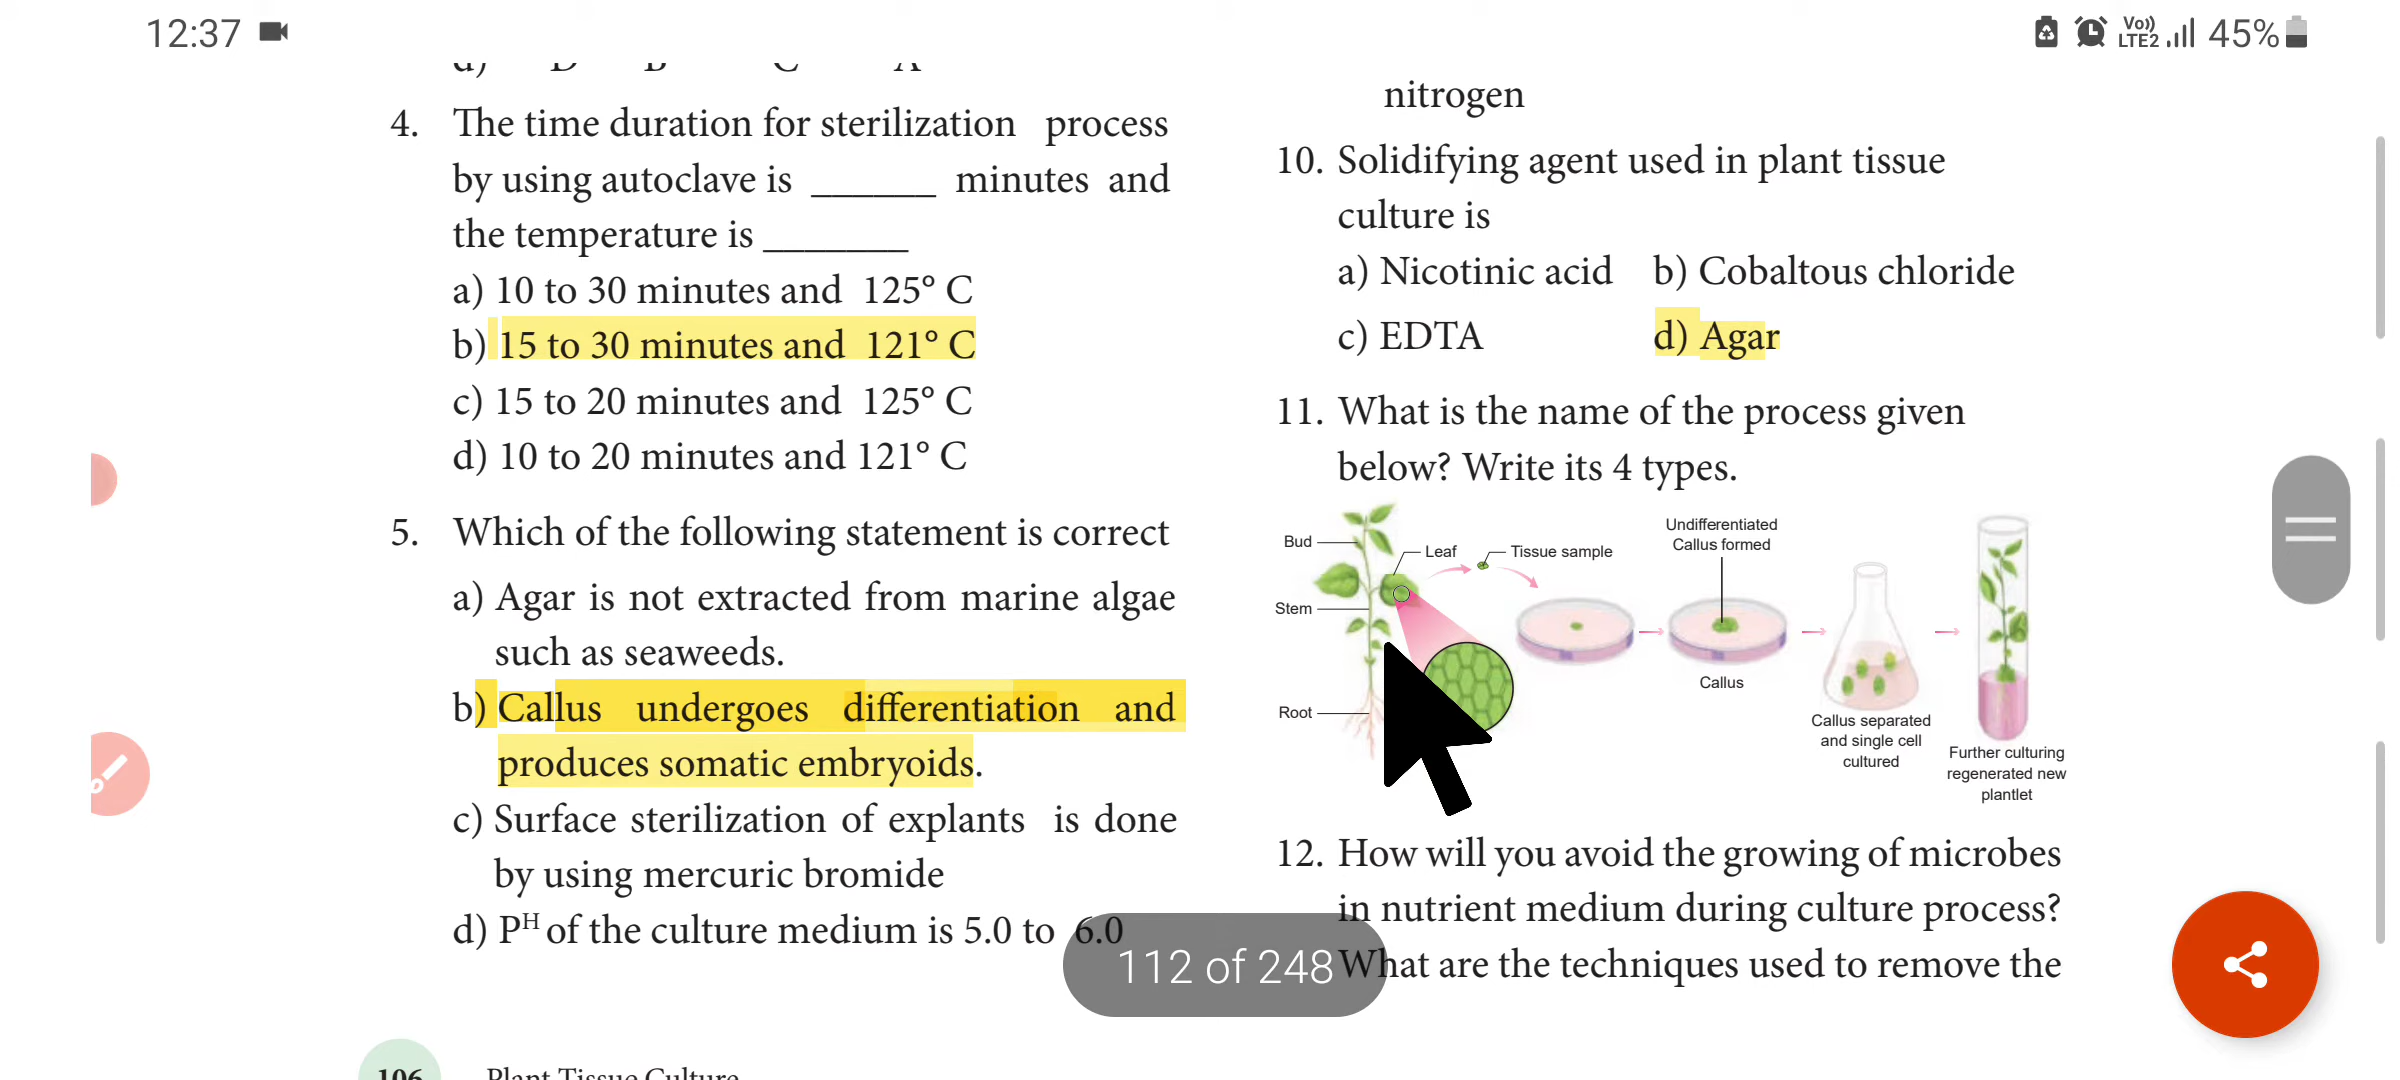 12:37
Vo))
LTE2
45%
4. The time duration for sterilization process
by using autoclave is ______ minutes and
the temperature is _______
a) 10 to 30 minutes and 125° C
b) 15 to 30 minutes and 121° C
c) 15 to 20 minutes and 125° C
d) 10 to 20 minutes and 121° C
5. Which of the following statement is correct
a) Agar is not extracted from marine algae
such as seaweeds.
b) Callus undergoes differentiation and
produces somatic embryoids.
c) Surface sterilization of explants is done
by using mercuric bromide
d) Pᴴ of the culture medium is 5.0 to 6.0
106 Plant Tissue Culture
nitrogen
10. Solidifying agent used in plant tissue
culture is
a) Nicotinic acid b) Cobaltous chloride
c) EDTA d) Agar
11. What is the name of the process given
below? Write its 4 types.
Bud
Leaf
Tissue sample
Undifferentiated
Callus formed
Stem
Root
Callus
Callus separated
and single cell
cultured
Further culturing
regenerated new
plantlet
12. How will you avoid the growing of microbes
in nutrient medium during culture process?
What are the techniques used to remove the
112 of 248